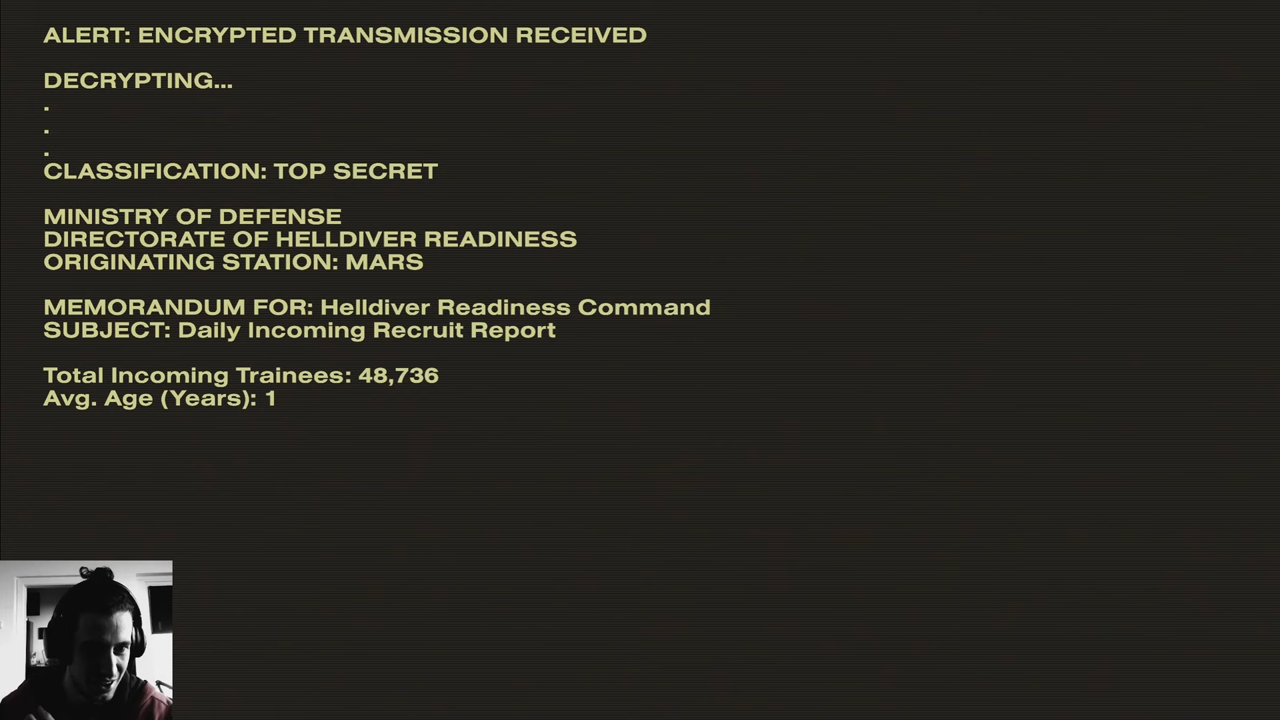 ALERT: ENCRYPTED TRANSMISSION RECEIVED
DECRYPTING...
.
.
.
CLASSIFICATION: TOP SECRET
MINISTRY OF DEFENSE
DIRECTORATE OF HELLDIVER READINESS
ORIGINATING STATION: MARS
MEMORANDUM FOR: Helldiver Readiness Command
SUBJECT: Daily Incoming Recruit Report
Total Incoming Trainees: 48,736
Avg. Age (Years): 1